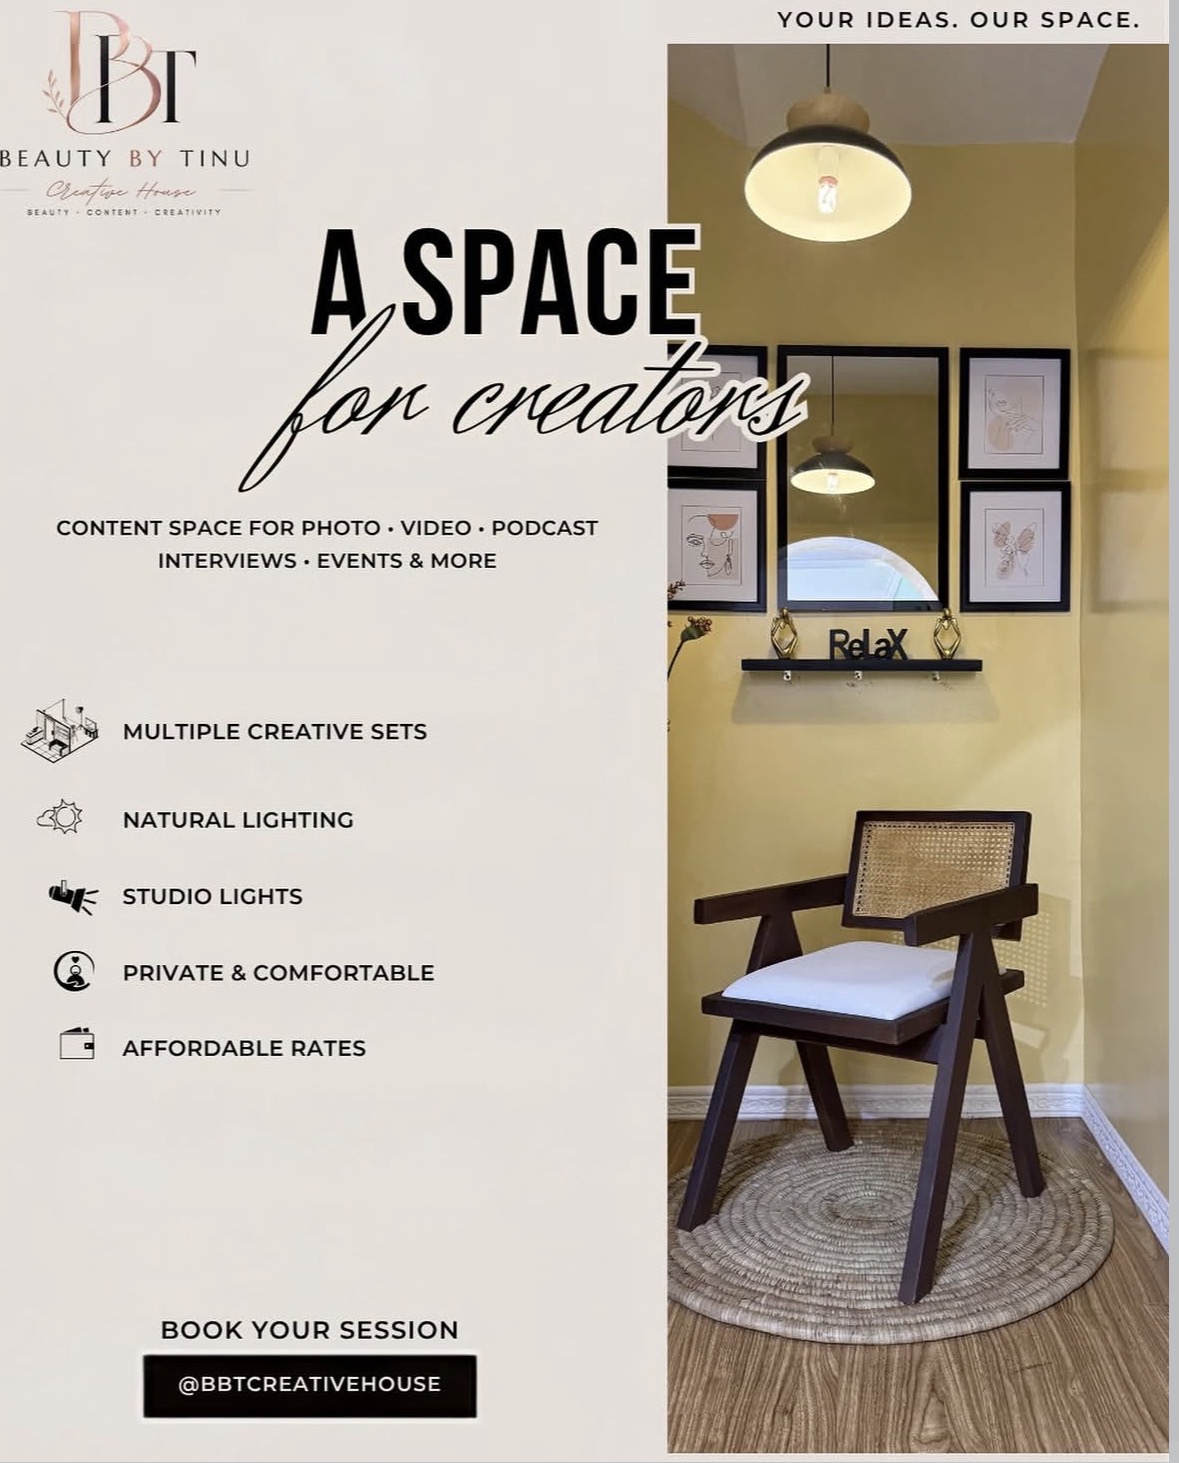 BBT
BEAUTY BY TINU
Creative House
BEAUTY • CONTENT • CREATIVITY
YOUR IDEAS. OUR SPACE.
A SPACE
for creators
CONTENT SPACE FOR PHOTO • VIDEO • PODCAST
INTERVIEWS • EVENTS & MORE
ReLaX
MULTIPLE CREATIVE SETS
NATURAL LIGHTING
STUDIO LIGHTS
PRIVATE & COMFORTABLE
AFFORDABLE RATES
BOOK YOUR SESSION
@BBTCREATIVEHOUSE